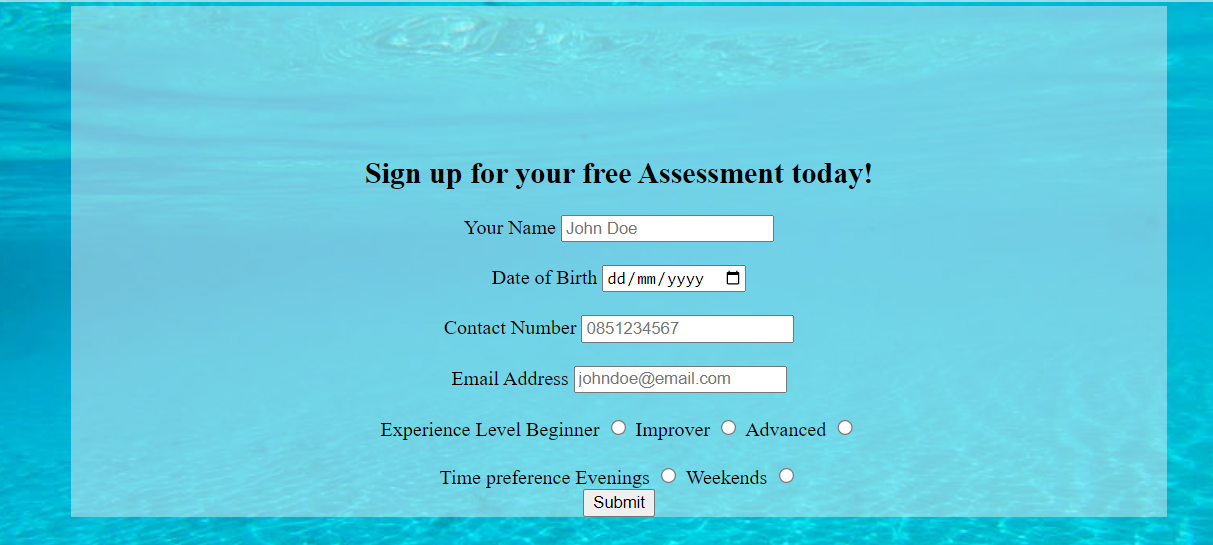 Sign up for your free Assessment today!
Your Name John Doe
Date of Birth dd/mm/yyyy
Contact Number 0851234567
Email Address johndoe@email.com
Experience Level Beginner Improver Advanced
Time preference Evenings Weekends
Submit